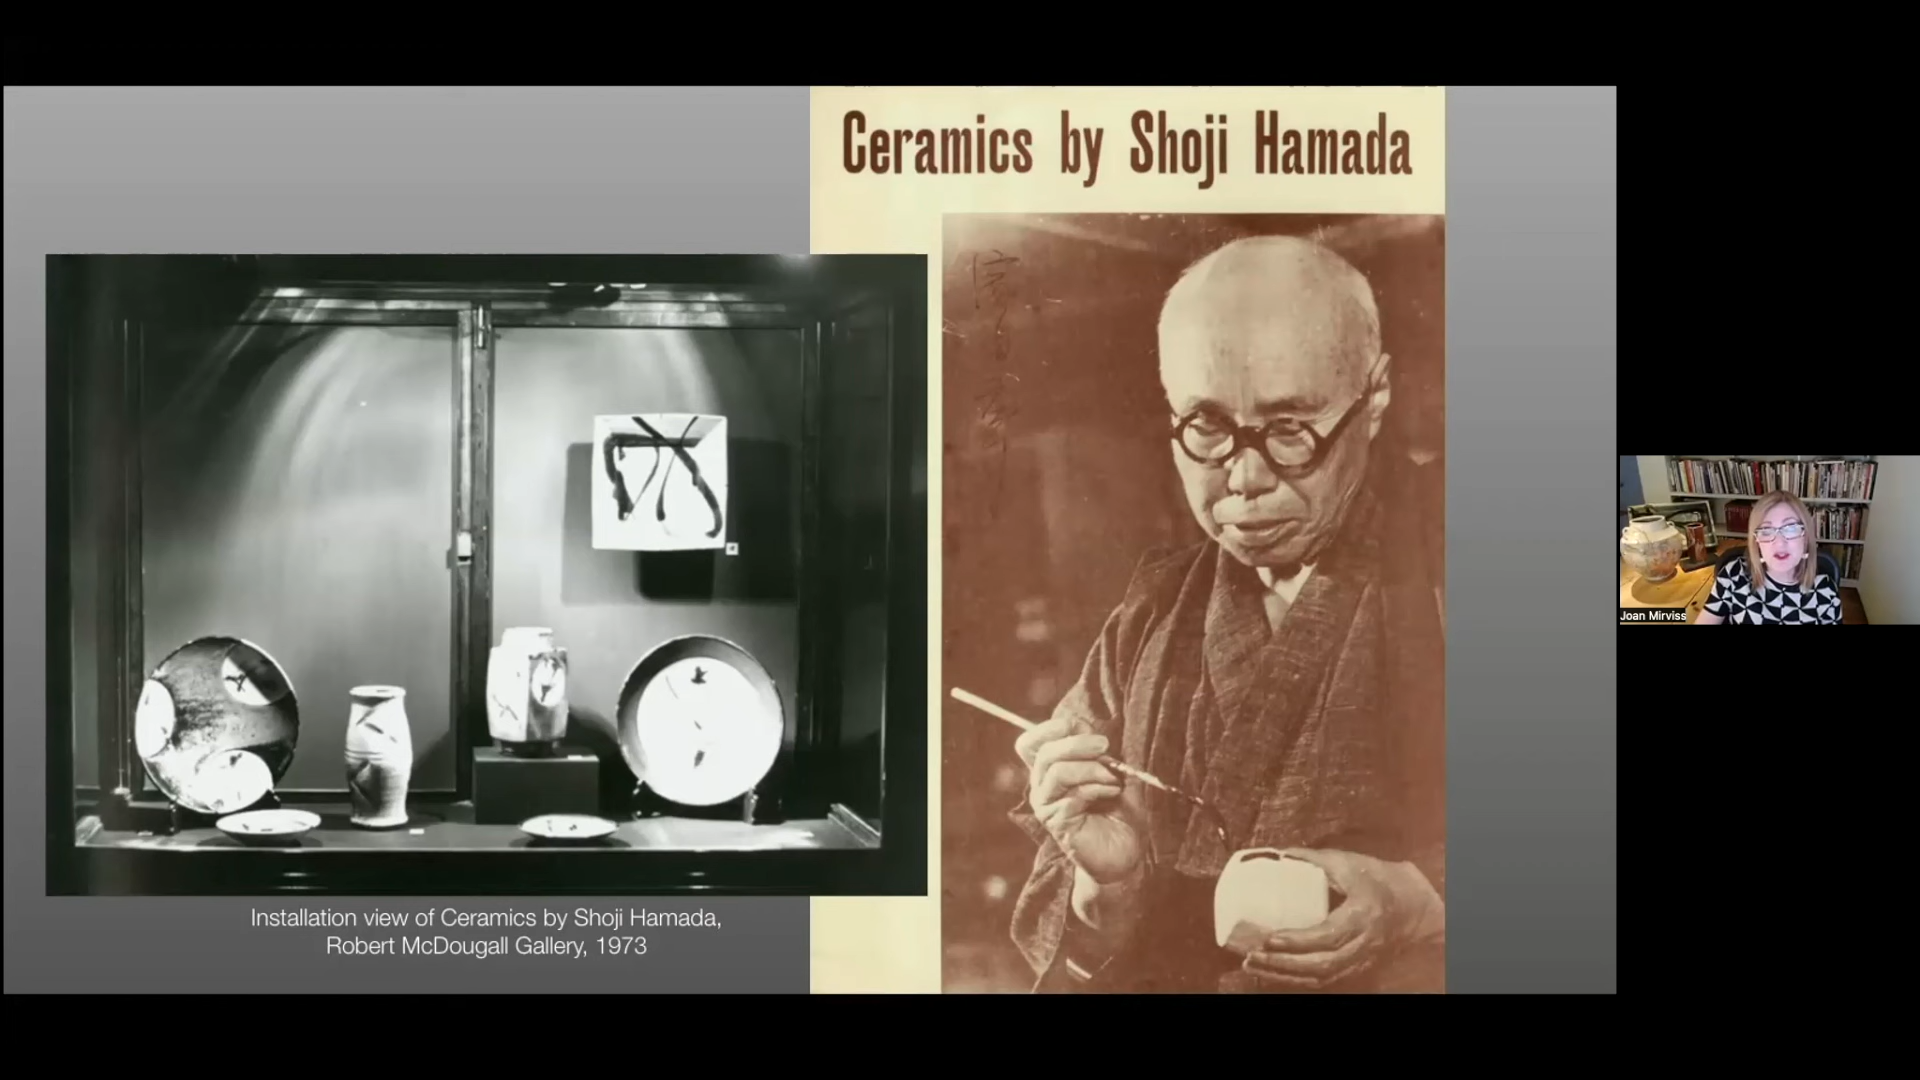 Ceramics by Shoji Hamada
Installation view of Ceramics by Shoji Hamada,
Robert McDougall Gallery, 1973
Joan Mirviss